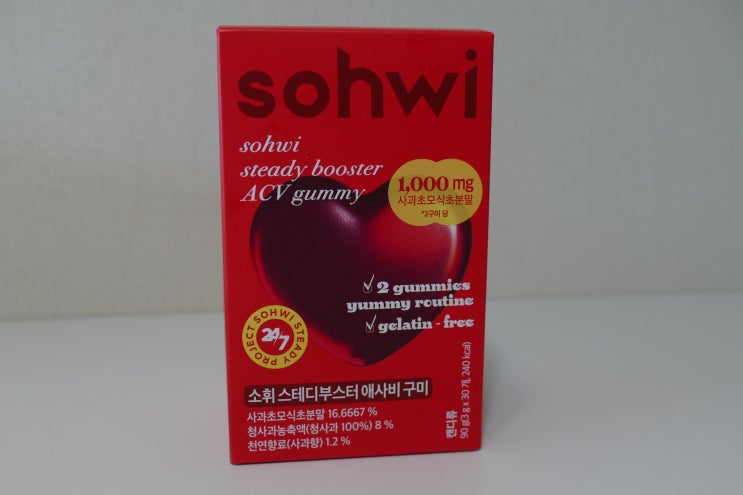 sohwi
sohwi
steady booster
ACV gummy
1,000 mg
사과초모식초분말
*2구미 당
2 gummies
yummy routine
gelatin - free
PROJECT SOHWI STEADY
24/7
소휘 스테디부스터 애사비 구미
사과초모식초분말 16.6667 %
청사과농축액(청사과 100%) 8 %
천연향료(사과향) 1.2 %
캔디류
90 g(3 g x 30 개, 240 kcal)